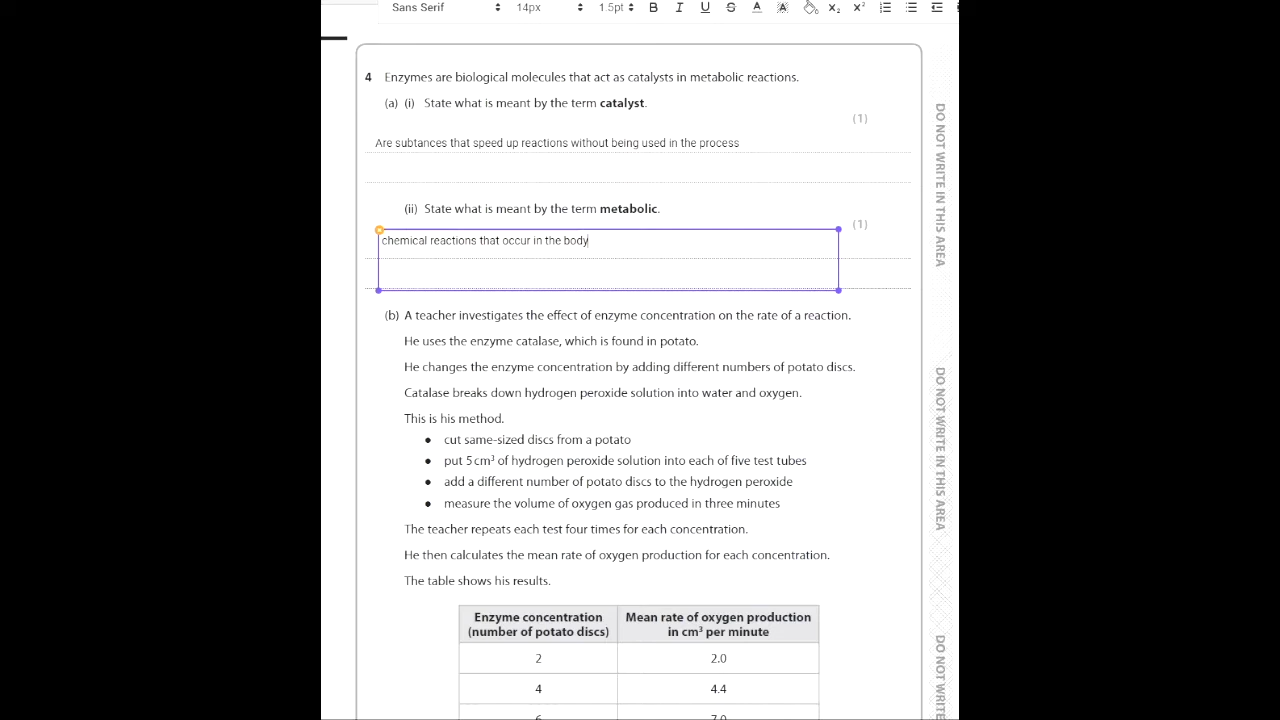 Sans Serif 14px 1.5pt B I U S A A x₂ x²
4 Enzymes are biological molecules that act as catalysts in metabolic reactions.
(a) (i) State what is meant by the term catalyst.
(1)
Are subtances that speed up reactions without being used in the process
(ii) State what is meant by the term metabolic.
(1)
chemical reactions that occur in the body
(b) A teacher investigates the effect of enzyme concentration on the rate of a reaction.
He uses the enzyme catalase, which is found in potato.
He changes the enzyme concentration by adding different numbers of potato discs.
Catalase breaks down hydrogen peroxide solution into water and oxygen.
This is his method.
● cut same-sized discs from a potato
● put 5 cm³ of hydrogen peroxide solution into each of five test tubes
● add a different number of potato discs to the hydrogen peroxide
● measure the volume of oxygen gas produced in three minutes
The teacher repeats each test four times for each concentration.
He then calculates the mean rate of oxygen production for each concentration.
The table shows his results.
Enzyme concentration Mean rate of oxygen production
(number of potato discs) in cm³ per minute
2 2.0
4 4.4
6 7.0
DO NOT WRITE IN THIS AREA
DO NOT WRITE IN THIS AREA
DO NOT WRITE